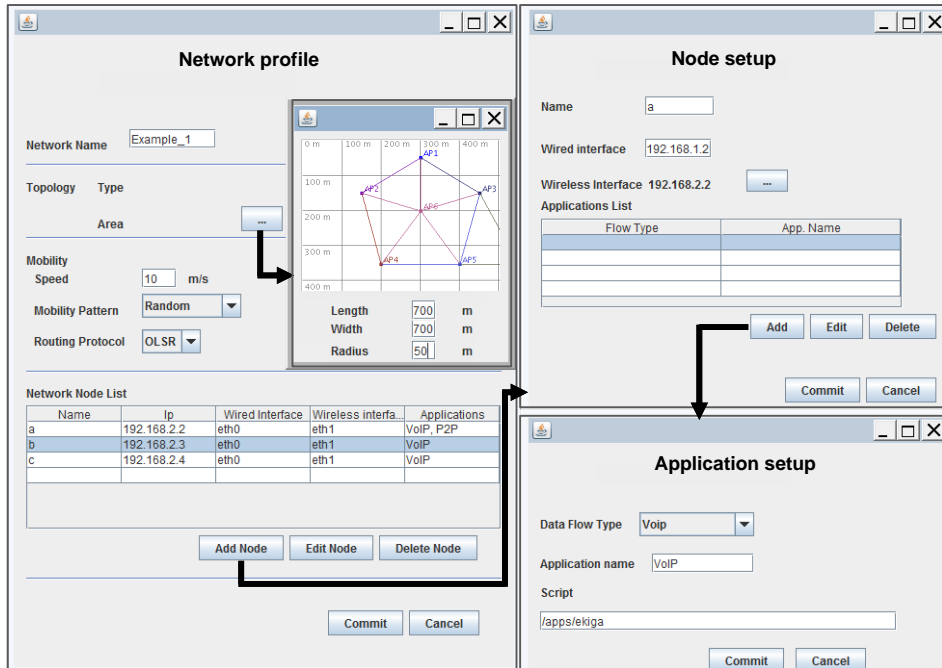 Network profile
Network Name Example_1
Topology Type
Area ...
Mobility
Speed 10 m/s
Mobility Pattern Random
Routing Protocol OLSR
0 m 100 m 200 m 300 m 400 m
100 m
200 m
300 m
400 m
AP1
AP2
AP3
AP6
AP4
AP5
Length 700 m
Width 700 m
Radius 50 m
Network Node List
Name Ip Wired Interface Wireless interfa... Applications
a 192.168.2.2 eth0 eth1 VoIP, P2P
b 192.168.2.3 eth0 eth1 VoIP
c 192.168.2.4 eth0 eth1 VoIP
Add Node Edit Node Delete Node
Commit Cancel
Node setup
Name a
Wired interface 192.168.1.2
Wireless Interface 192.168.2.2 ...
Applications List
Flow Type App. Name
Add Edit Delete
Commit Cancel
Application setup
Data Flow Type Voip
Application name VoIP
Script
/apps/ekiga
Commit Cancel